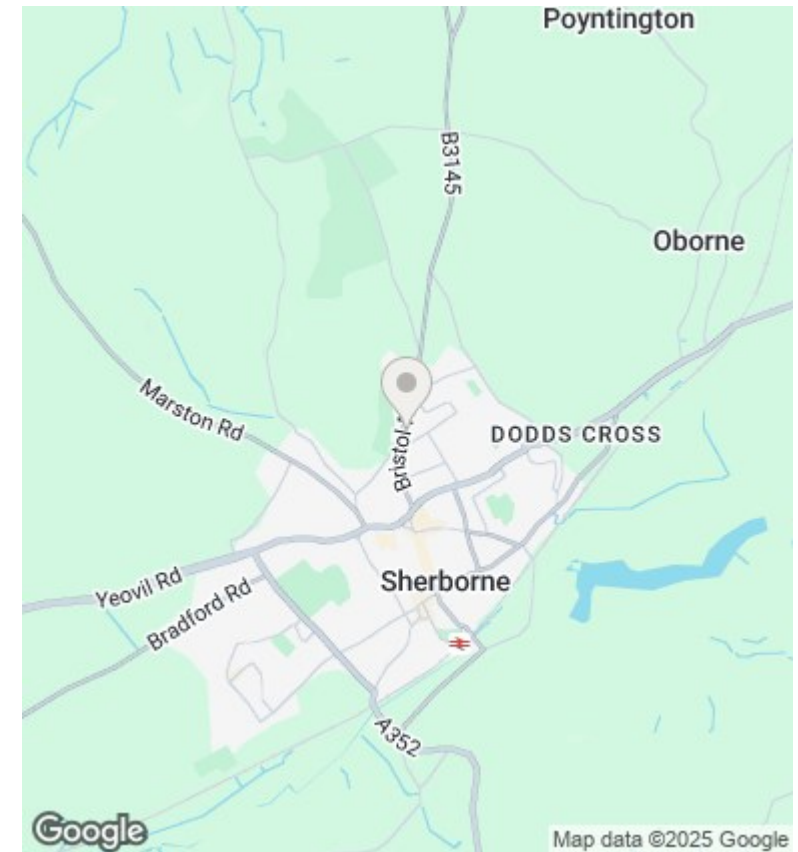 Poyntington
B3145
Oborne
Marston Rd
Bristol
DODDS CROSS
Yeovil Rd
Bradford Rd
Sherborne
A352
Google
Map data ©2025 Google